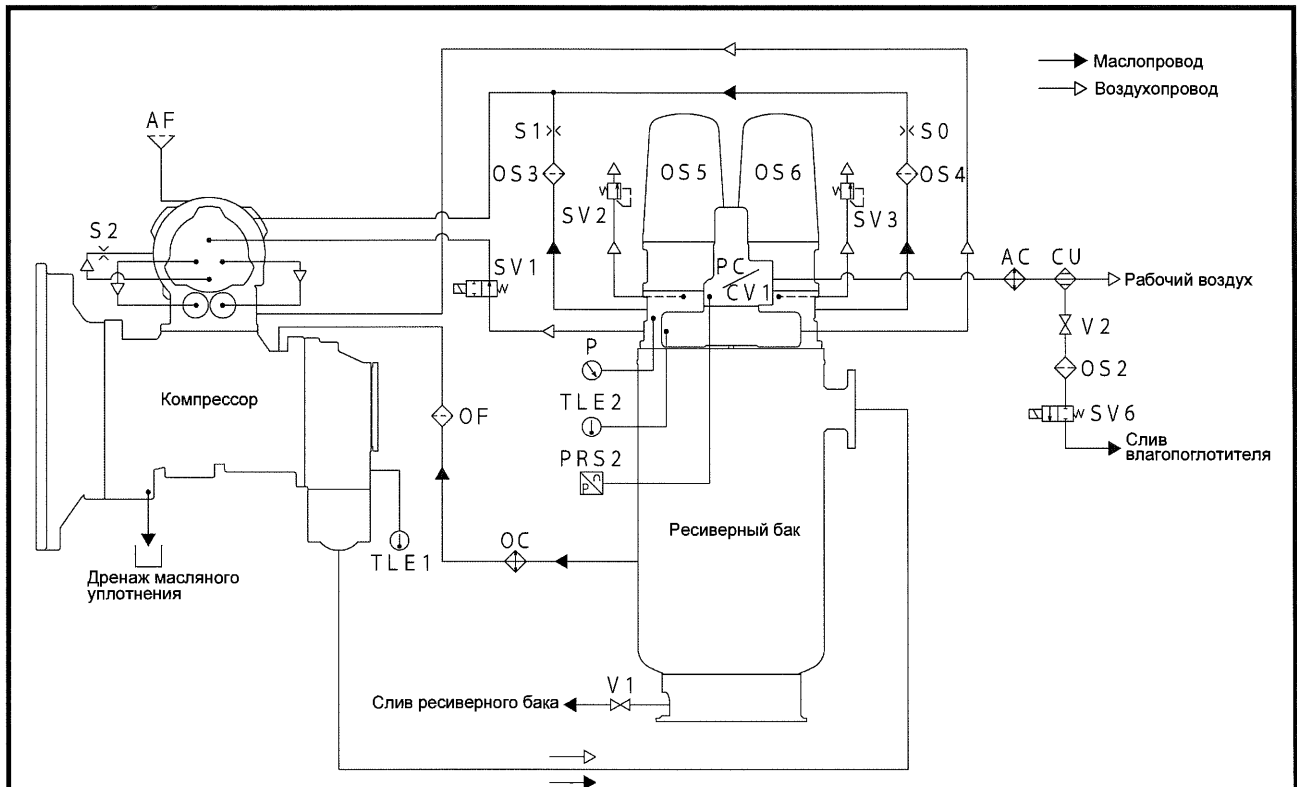 Маслопровод
Воздухопровод
AF
S1
S0
OS3
OS5
OS6
OS4
SV2
SV3
S2
SV1
PC
CV1
AC
CU
Рабочий воздух
V2
P
OS2
TLE2
SV6
Компрессор
OF
Слив
влагопоглотителя
PRS2
P
n
Ресиверный бак
OC
TLE1
Дренаж масляного
уплотнения
V1
Слив ресиверного бака